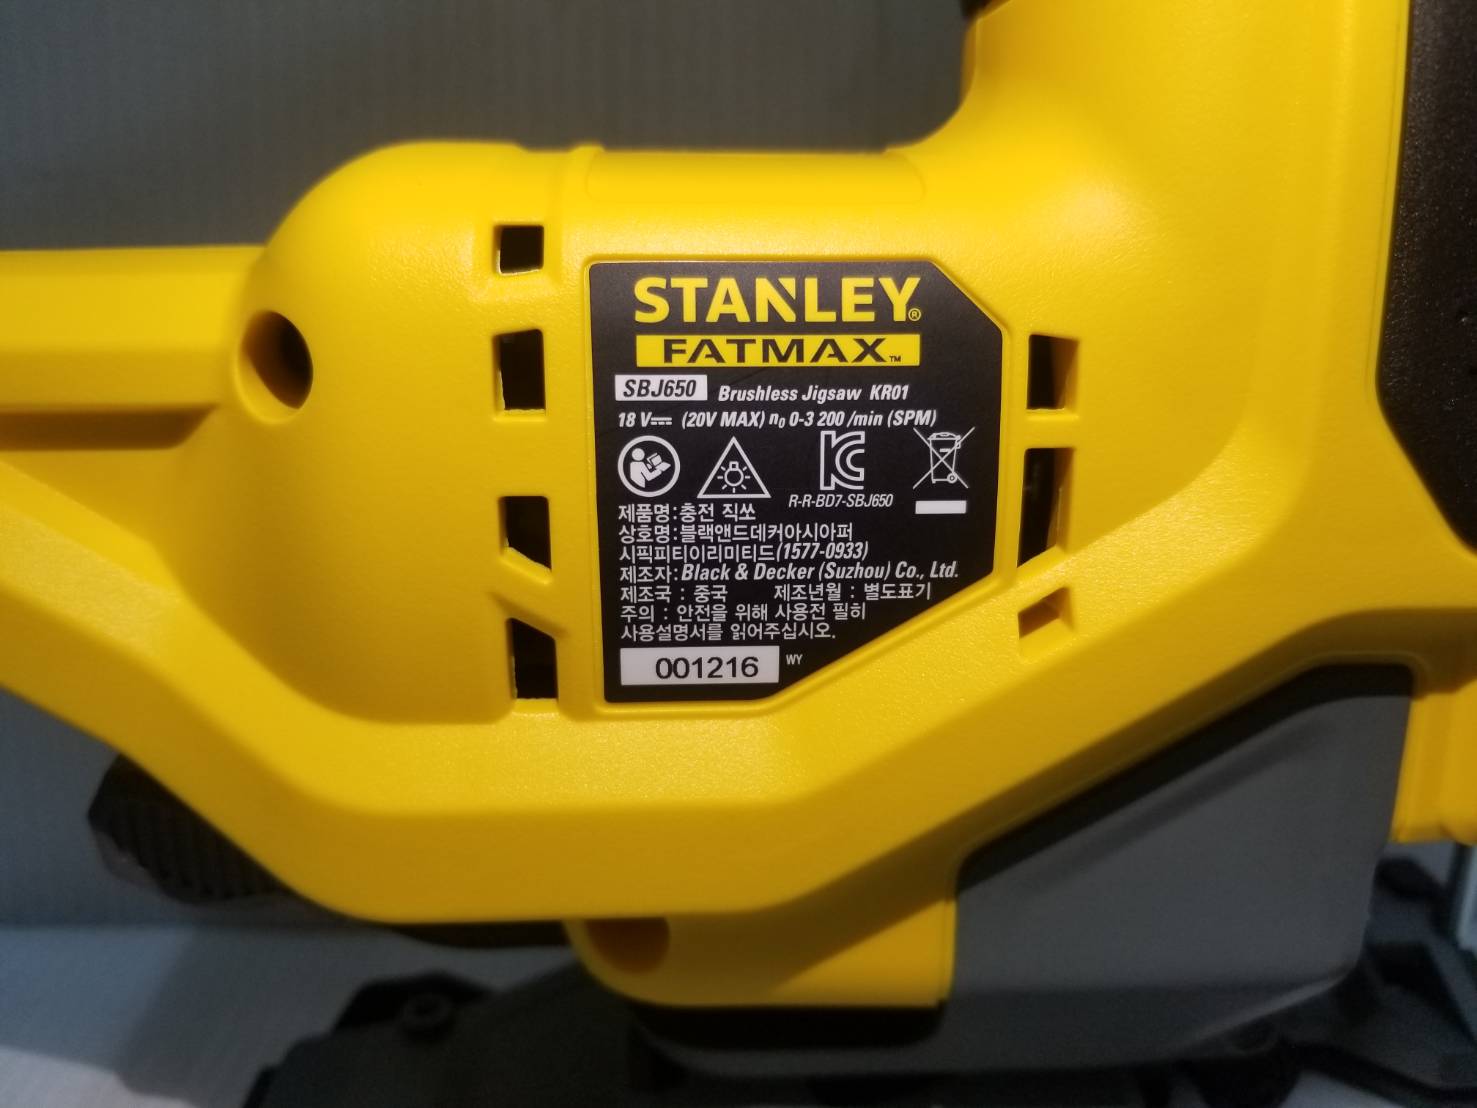 STANLEY®
FATMAX™
SBJ650 Brushless Jigsaw KR01
18 V⎓ (20V MAX) n₀ 0-3 200 /min (SPM)
R-R-BD7-SBJ650
제품명:충전 직쏘
상호명:블랙앤드데커아시아퍼
시픽피티이리미티드(1577-0933)
제조자:Black & Decker (Suzhou) Co., Ltd.
제조국 : 중국 제조년월 : 별도표기
주의 : 안전을 위해 사용전 필히
사용설명서를 읽어주십시오.
001216 WY